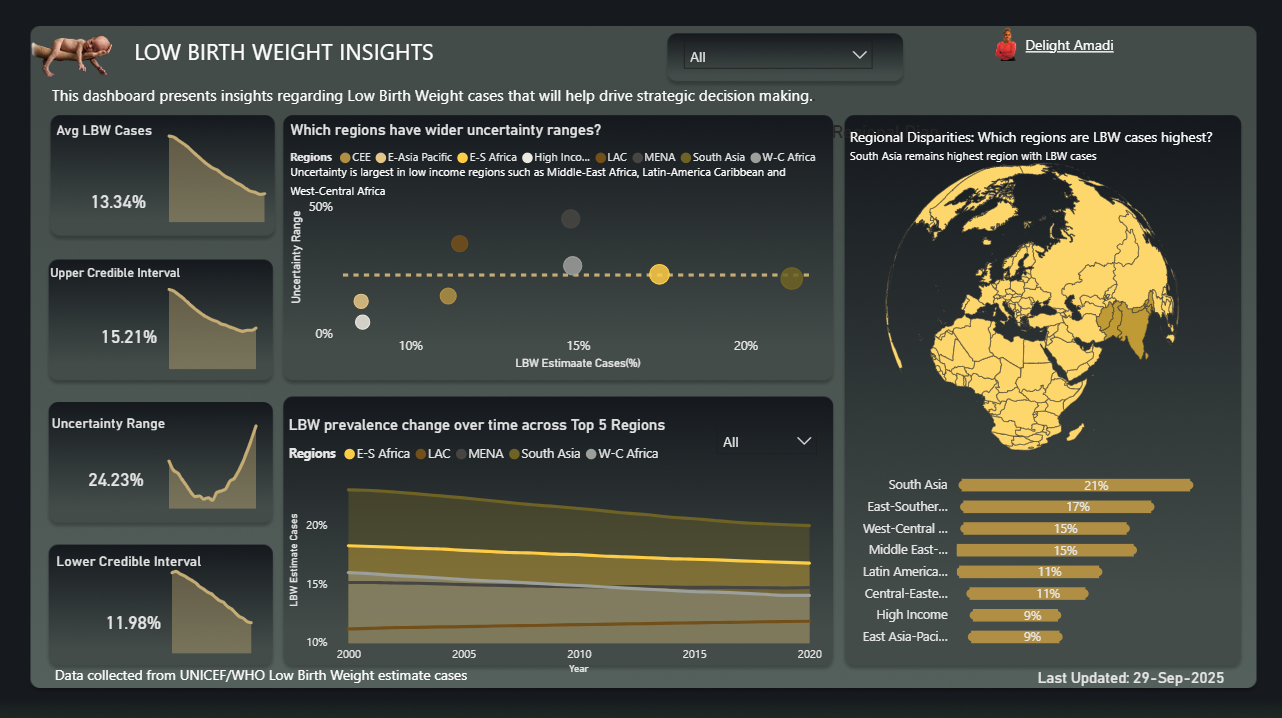 LOW BIRTH WEIGHT INSIGHTS
All
Delight Amadi
This dashboard presents insights regarding Low Birth Weight cases that will help drive strategic decision making.
Avg LBW Cases
13.34%
Upper Credible Interval
15.21%
Uncertainty Range
24.23%
Lower Credible Interval
11.98%
Which regions have wider uncertainty ranges?
Regions CEE E-Asia Pacific E-S Africa High Inco... LAC MENA South Asia W-C Africa
Uncertainty is largest in low income regions such as Middle-East Africa, Latin-America Caribbean and
West-Central Africa
Uncertainty Range
50%
0%
10% 15% 20%
LBW Estimaate Cases(%)
LBW prevalence change over time across Top 5 Regions
All
Regions E-S Africa LAC MENA South Asia W-C Africa
LBW Estimate Cases
20%
15%
10%
2000 2005 2010 2015 2020
Year
Regional Disparities: Which regions are LBW cases highest?
South Asia remains highest region with LBW cases
South Asia 21%
East-Souther... 17%
West-Central ... 15%
Middle East-... 15%
Latin America... 11%
Central-Easte... 11%
High Income 9%
East Asia-Paci... 9%
Data collected from UNICEF/WHO Low Birth Weight estimate cases
Last Updated: 29-Sep-2025